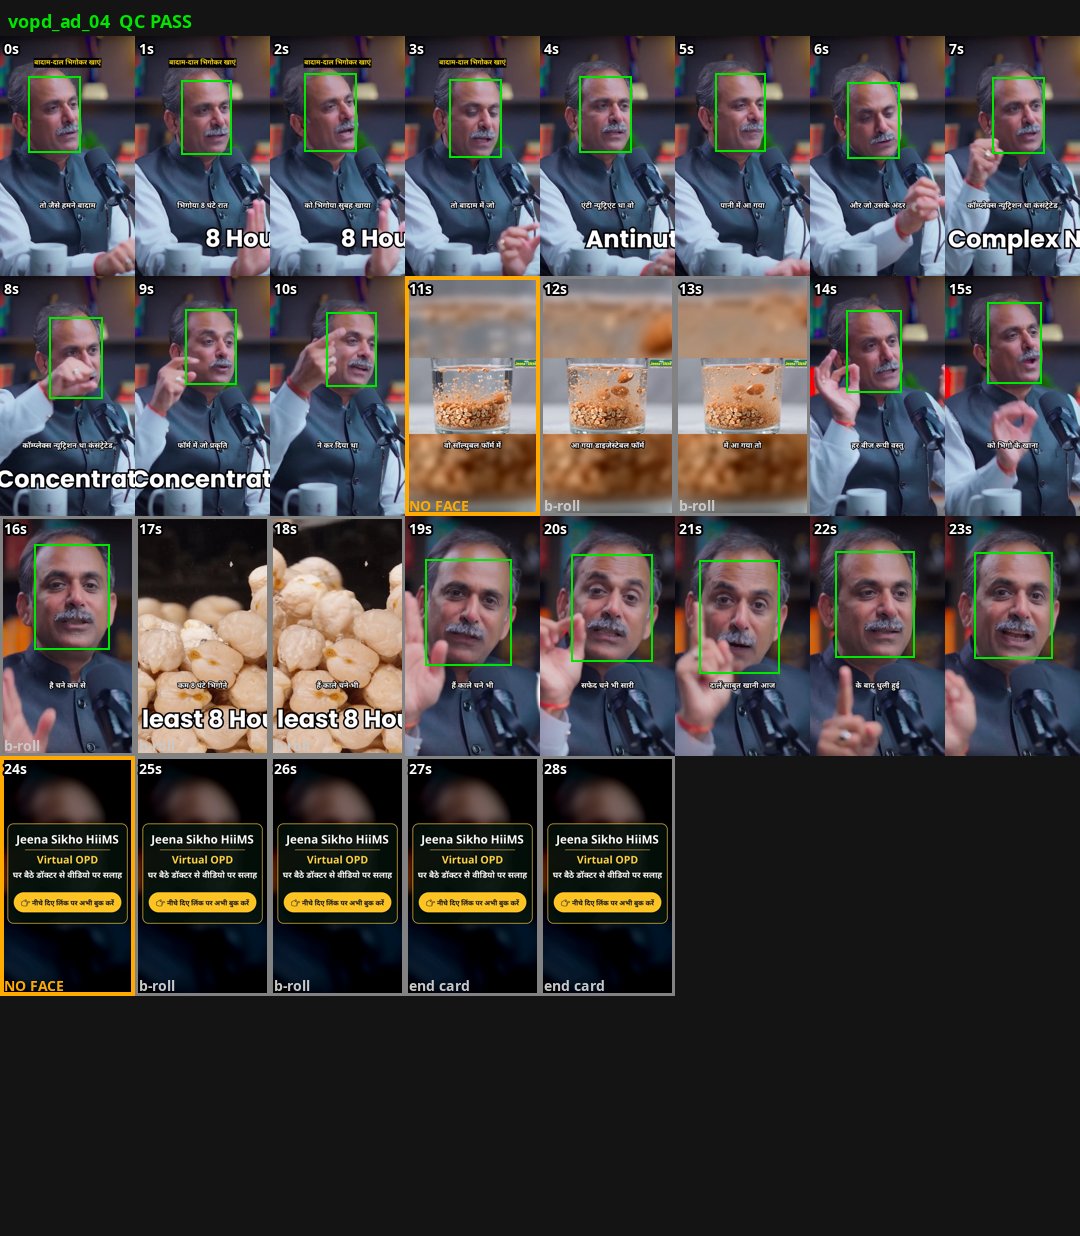 vopd_ad_04 QC PASS
0s
1s
2s
3s
4s
5s
6s
7s
बादाम-दाल भिगोकर खाएं
बादाम-दाल भिगोकर खाएं
बादाम-दाल भिगोकर खाएं
बादाम-दाल भिगोकर खाएं
तो जैसे हमने बादाम
भिगोया 8 घंटे रात
को भिगोया सुबह खाया
तो बादाम में जो
एंटी न्यूट्रिएंट था वो
पानी में आ गया
और जो उसके अंदर
कॉम्प्लेक्स न्यूट्रिशन था कंसंट्रेटेड
8 Hou
8 Hou
Antinut
Complex N
8s
9s
10s
11s
12s
13s
14s
15s
कॉम्प्लेक्स न्यूट्रिशन था कंसंट्रेटेड
फॉर्म में जो प्रकृति
ने कर दिया था
वो सॉल्युबल फॉर्म में
आ गया डाइजेस्टेबल फॉर्म
में आ गया तो
हर बीज रूपी वस्तु
को भिगो के खाना
Concentrat
Concentrat
NO FACE
b-roll
b-roll
16s
17s
18s
19s
20s
21s
22s
23s
है चने कम से
कम 8 घंटे भिगोने
हैं काले चने भी
हैं काले चने भी
सफेद चने भी सारी
दालें साबुत खानी आज
के बाद धुली हुई
least 8 Hou
least 8 Hou
b-roll
24s
25s
26s
27s
28s
Jeena Sikho HiiMS
Virtual OPD
घर बैठे डॉक्टर से वीडियो पर सलाह
👉 नीचे दिए लिंक पर अभी बुक करें
Jeena Sikho HiiMS
Virtual OPD
घर बैठे डॉक्टर से वीडियो पर सलाह
👉 नीचे दिए लिंक पर अभी बुक करें
Jeena Sikho HiiMS
Virtual OPD
घर बैठे डॉक्टर से वीडियो पर सलाह
👉 नीचे दिए लिंक पर अभी बुक करें
Jeena Sikho HiiMS
Virtual OPD
घर बैठे डॉक्टर से वीडियो पर सलाह
👉 नीचे दिए लिंक पर अभी बुक करें
Jeena Sikho HiiMS
Virtual OPD
घर बैठे डॉक्टर से वीडियो पर सलाह
👉 नीचे दिए लिंक पर अभी बुक करें
NO FACE
b-roll
b-roll
end card
end card